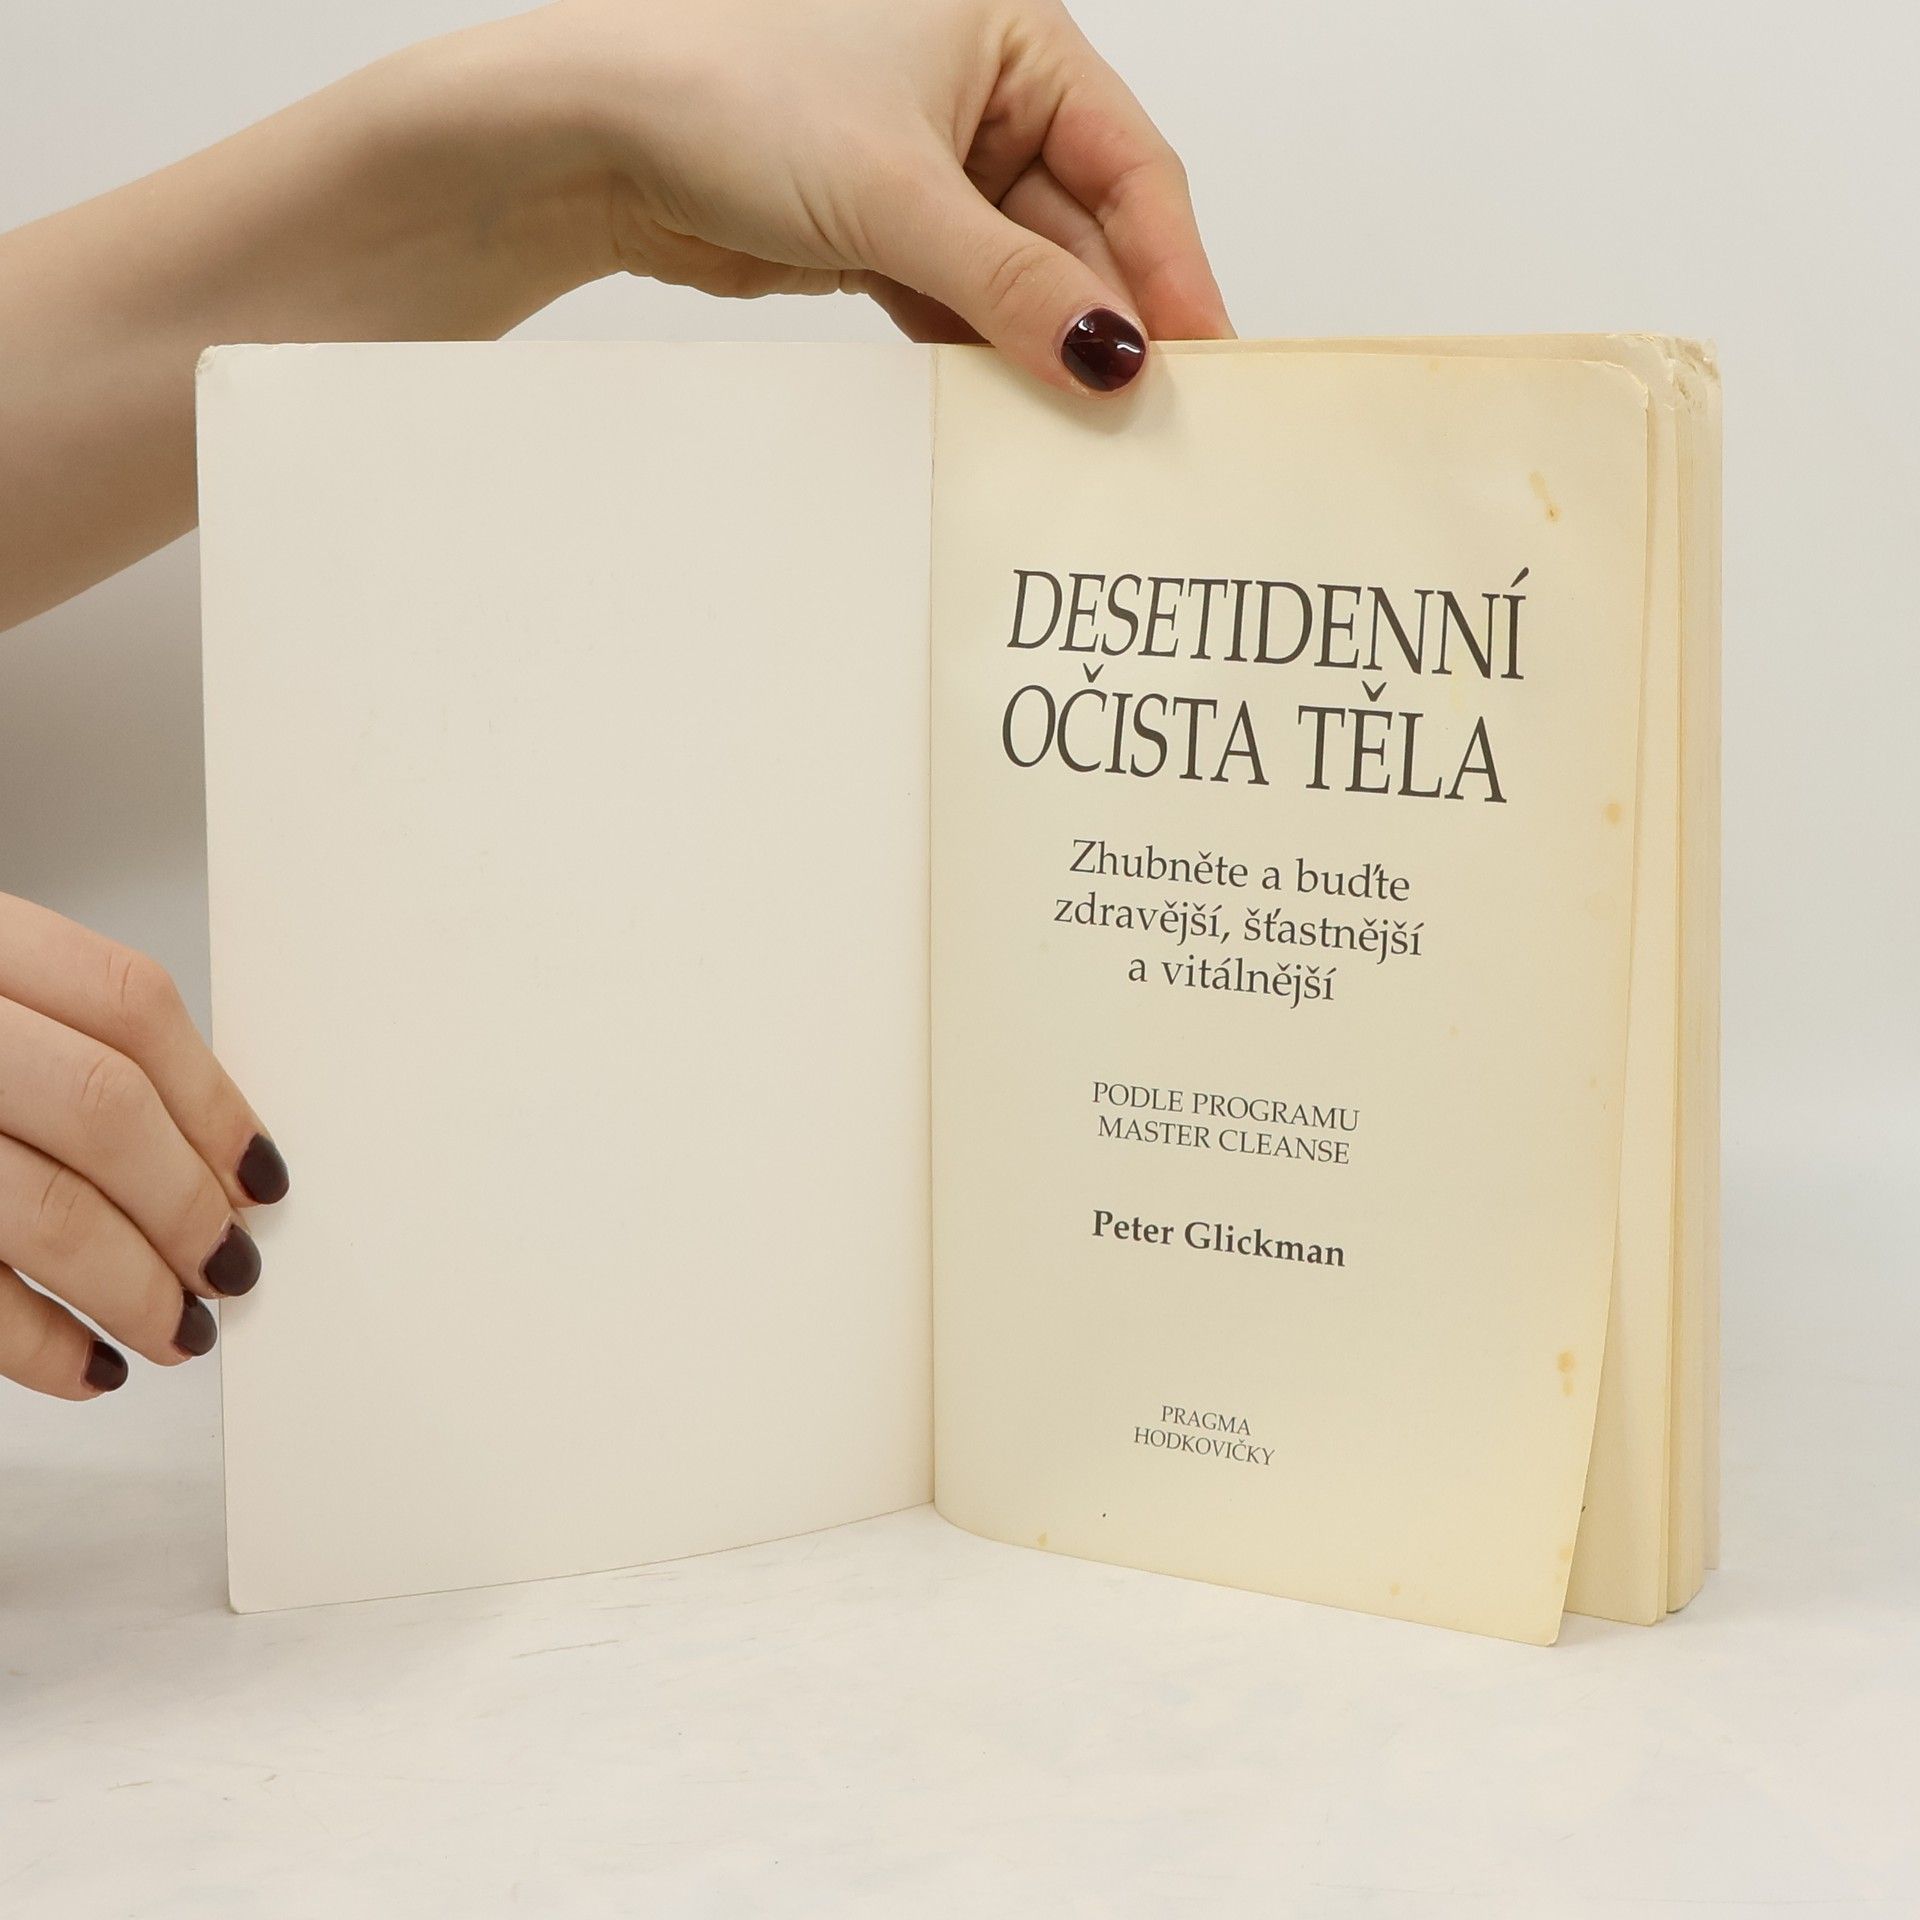 DESETIDENNÍ
OČISTA TĚLA
Zhubněte a buďte
zdravější, šťastnější
a vitálnější
PODLE PROGRAMU
MASTER CLEANSE
Peter Glickman
PRAGMA
HODKOVIČKY